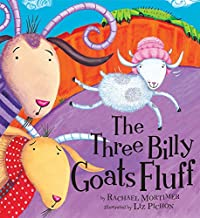 The
Three Billy
Goats Fluff
by RACHAEL MORTIMER
illustrated by LIZ PICHON